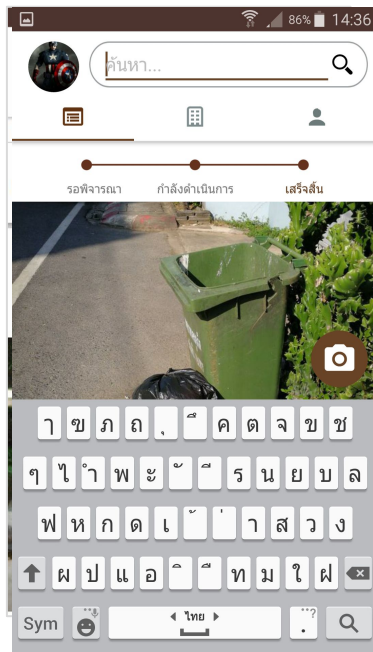 86% 14:36
ค้นหา...
รอพิจารณา กำลังดำเนินการ เสร็จสิ้น
ๅ ฃ ภ ถ ุ ึ ค ต จ ข ช
ๆ ไ ำ พ ะ ั ี ร น ย บ ล
ฟ ห ก ด เ ้ ่ า ส ว ง
ผ ป แ อ ิ ื ท ม ใ ฝ
Sym ไทย . ?